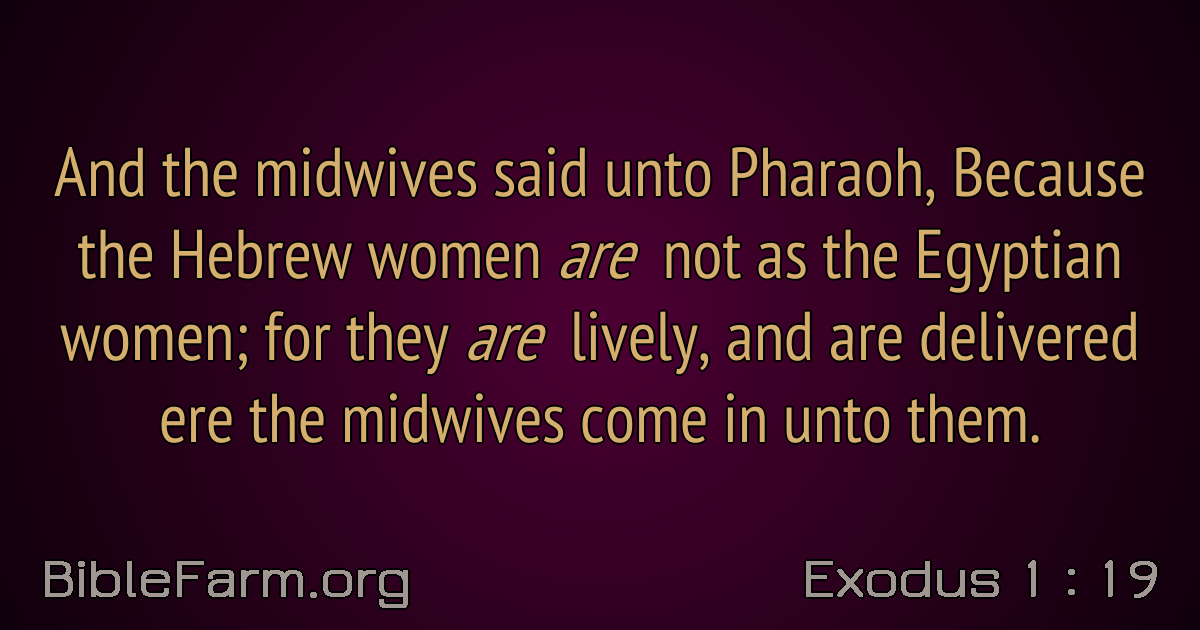 And the midwives said unto Pharaoh, Because
the Hebrew women are not as the Egyptian
women; for they are lively, and are delivered
ere the midwives come in unto them.
BibleFarm.org
Exodus 1 : 19